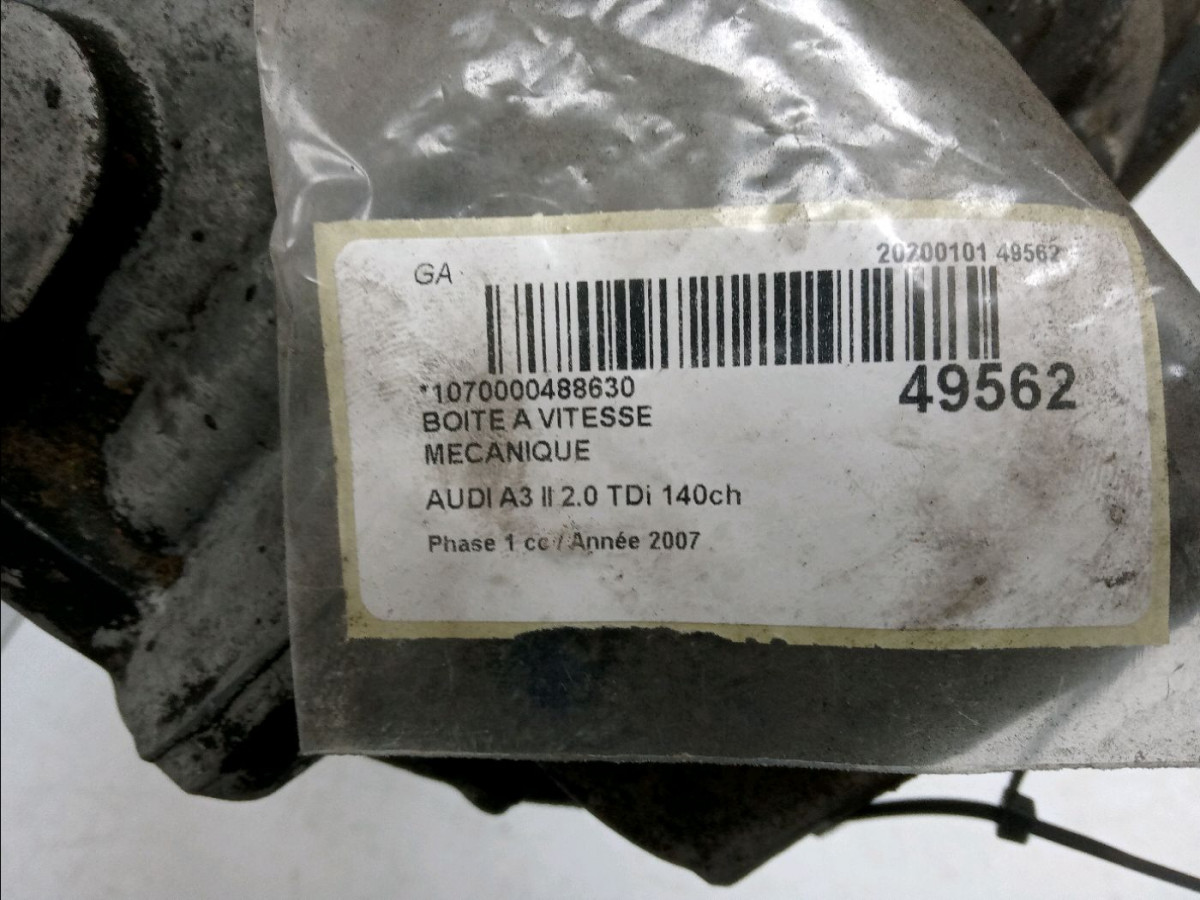 GA
20200101 49562
*1070000488630
49562
BOITE A VITESSE
MECANIQUE
AUDI A3 II 2.0 TDi 140ch
Phase 1 cc / Année 2007